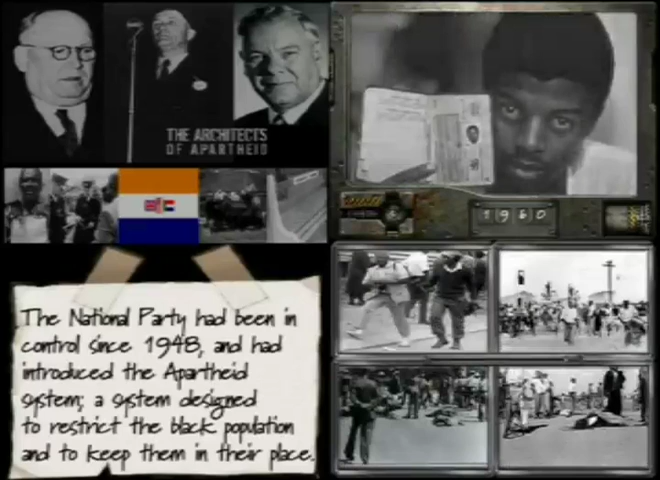 THE ARCHITECTS
OF APARTHEID
1960
The National Party had been in
control since 1948, and had
introduced the Apartheid
system; a system designed
to restrict the black population
and to keep them in their place.